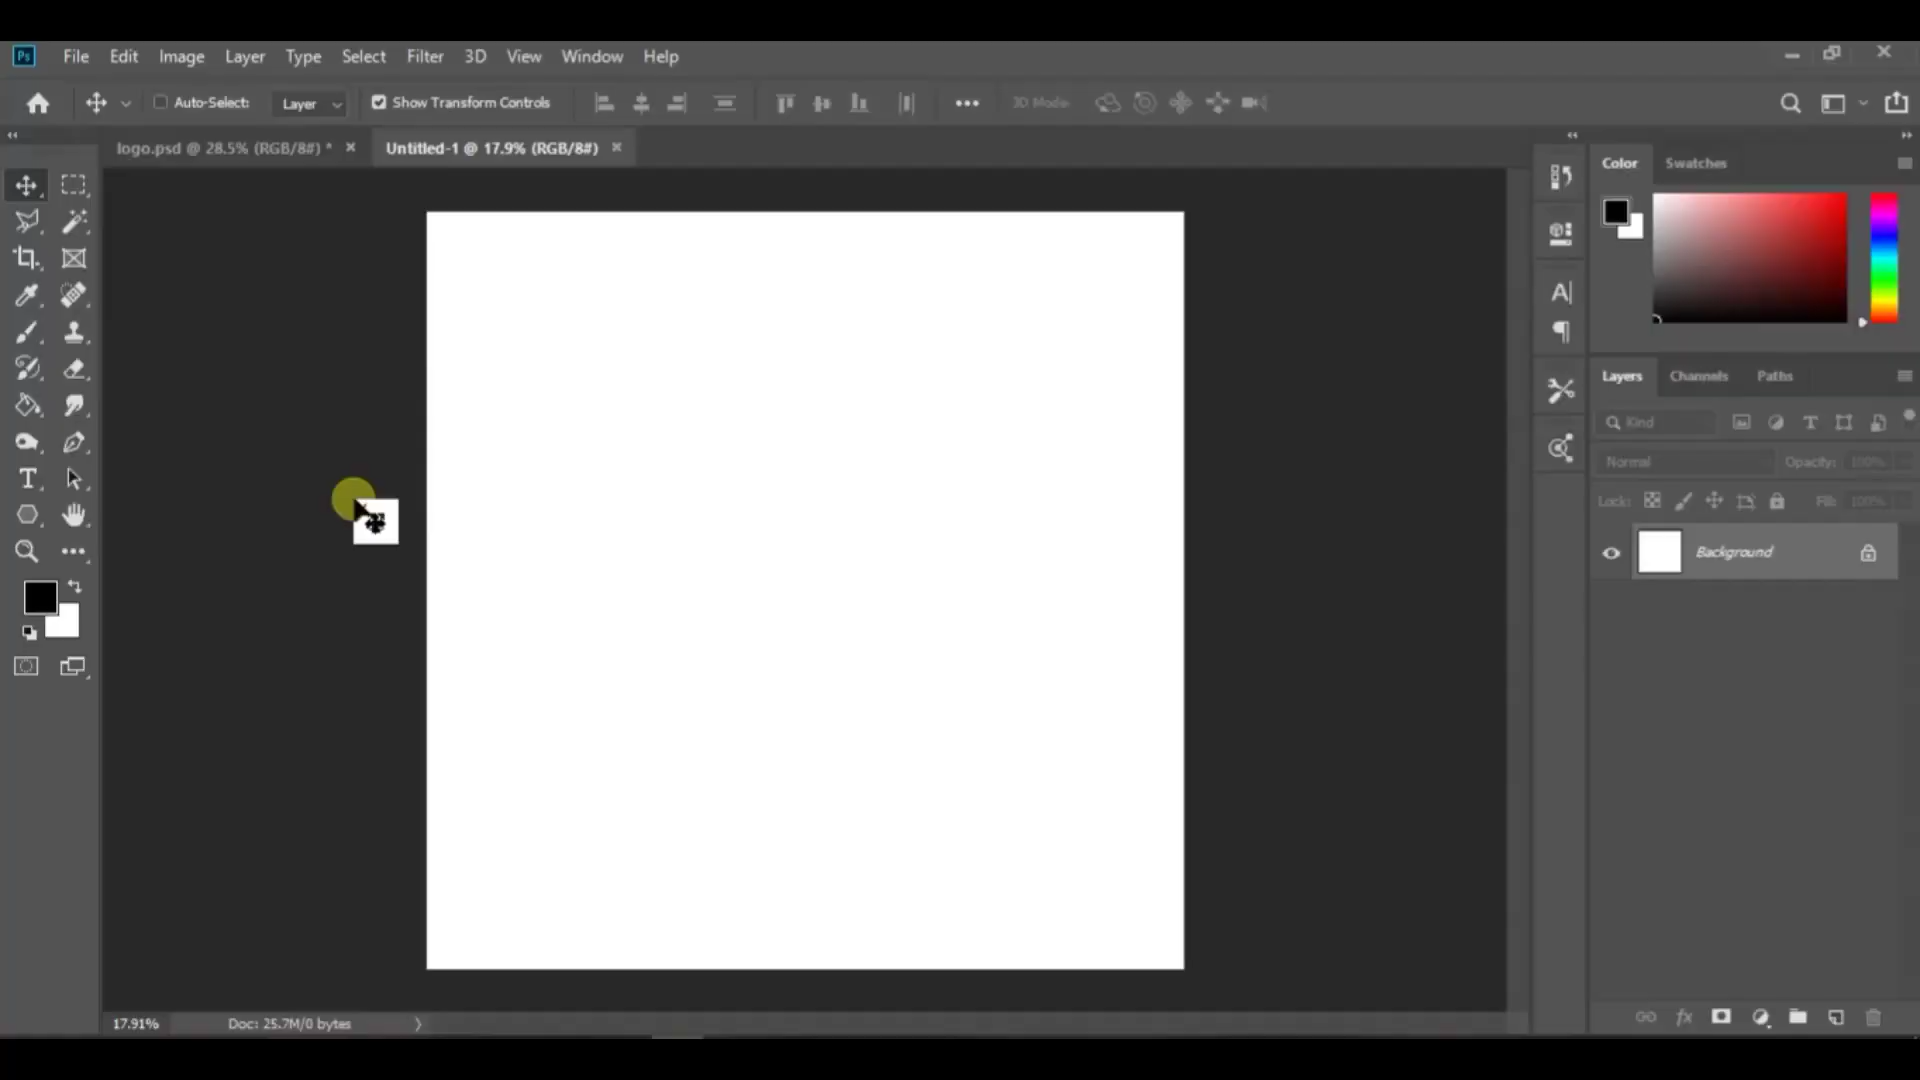 Ps File Edit Image Layer Type Select Filter 3D View Window Help
Auto-Select: Layer Show Transform Controls 3D Mode
logo.psd @ 28.5% (RGB/8#) * × Untitled-1 @ 17.9% (RGB/8#) ×
Color Swatches
Layers Channels Paths
Kind
Normal Opacity: 100%
Lock: Fill: 100%
Background
17.91% Doc: 25.7M/0 bytes